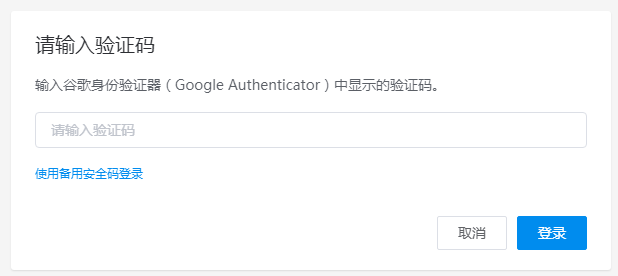 请输入验证码
输入谷歌身份验证器（Google Authenticator）中显示的验证码。
请输入验证码
使用备用安全码登录
取消
登录